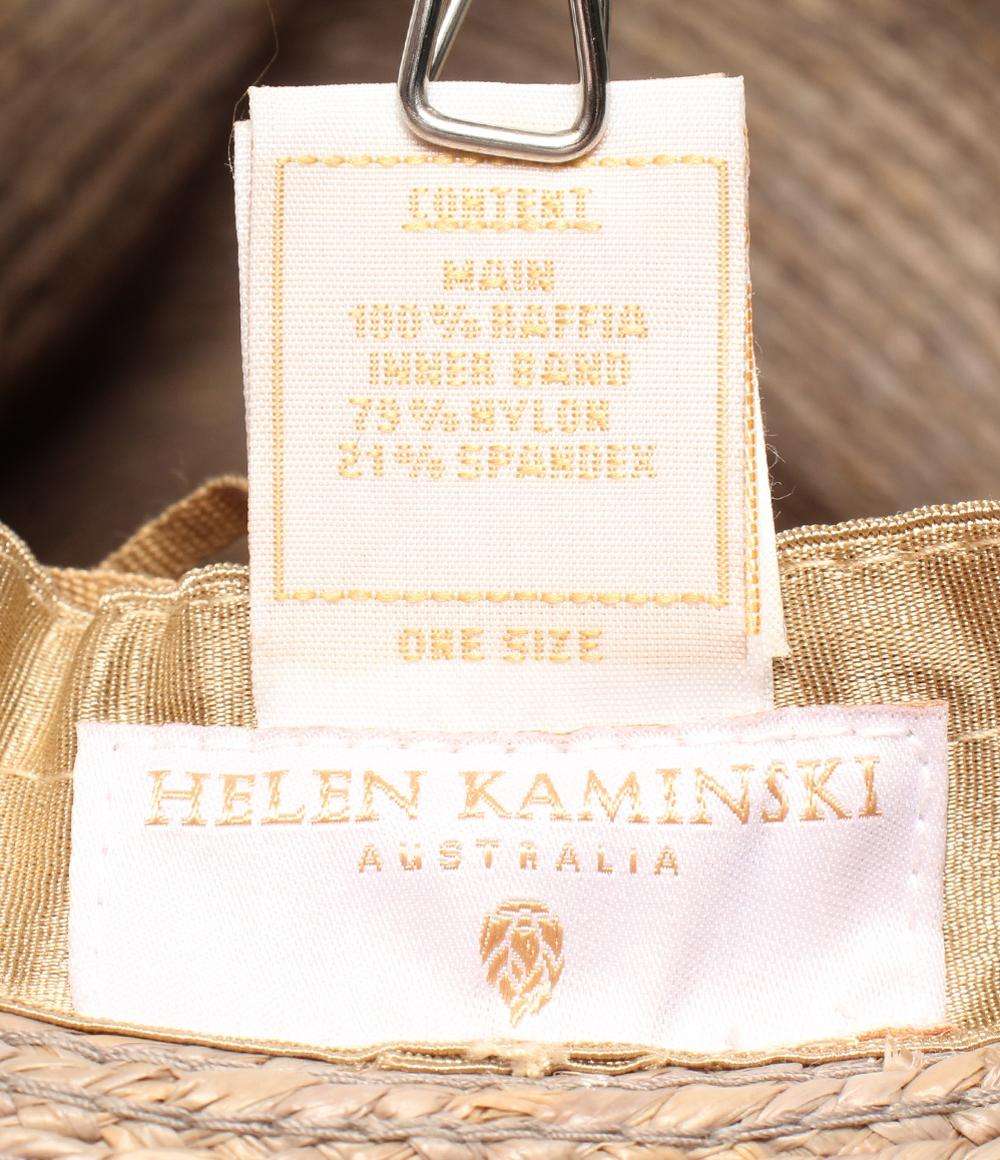 CONTENT
MAIN
100% RAFFIA
INNER BAND
79% NYLON
21% SPANDEX
ONE SIZE
HELEN KAMINSKI
AUSTRALIA